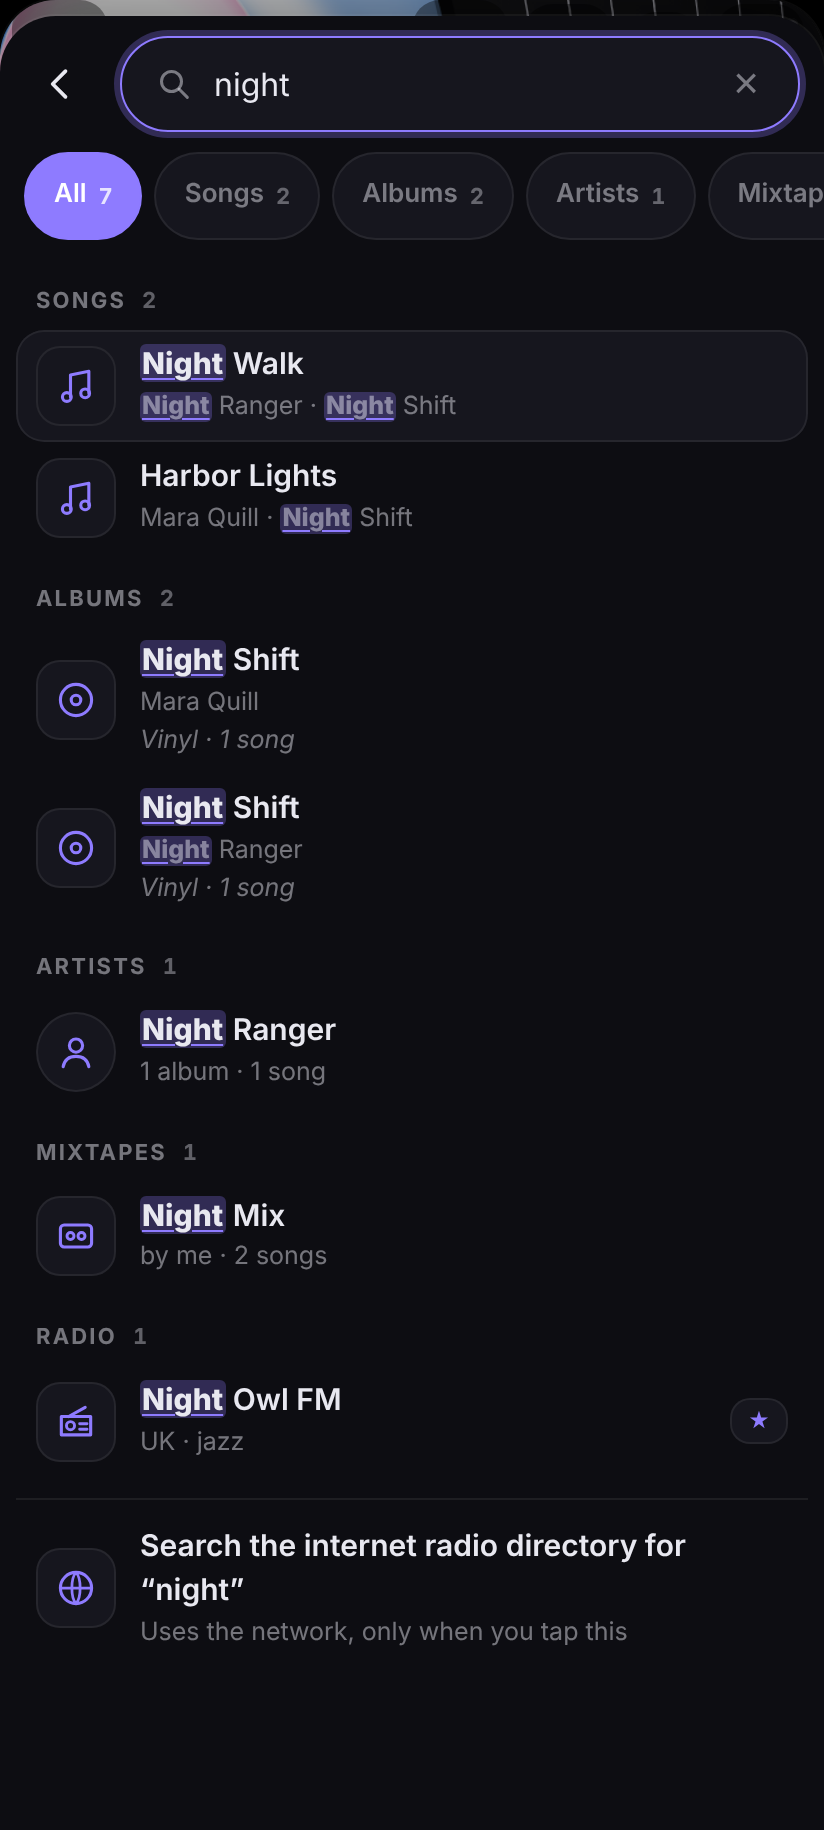 night
All 7 Songs 2 Albums 2 Artists 1 Mixtap
SONGS 2
Night Walk
Night Ranger · Night Shift
Harbor Lights
Mara Quill · Night Shift
ALBUMS 2
Night Shift
Mara Quill
Vinyl · 1 song
Night Shift
Night Ranger
Vinyl · 1 song
ARTISTS 1
Night Ranger
1 album · 1 song
MIXTAPES 1
Night Mix
by me · 2 songs
RADIO 1
Night Owl FM
UK · jazz
Search the internet radio directory for
“night”
Uses the network, only when you tap this